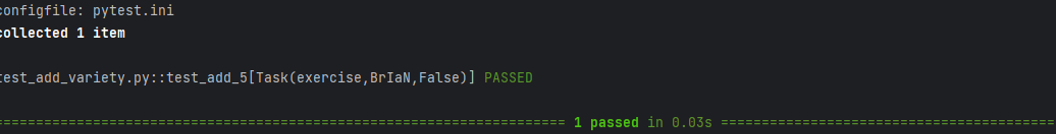 configfile: pytest.ini
collected 1 item
test_add_variety.py::test_add_5[Task(exercise,BrIaN,False)] PASSED
====================================================================== 1 passed in 0.03s =========================================